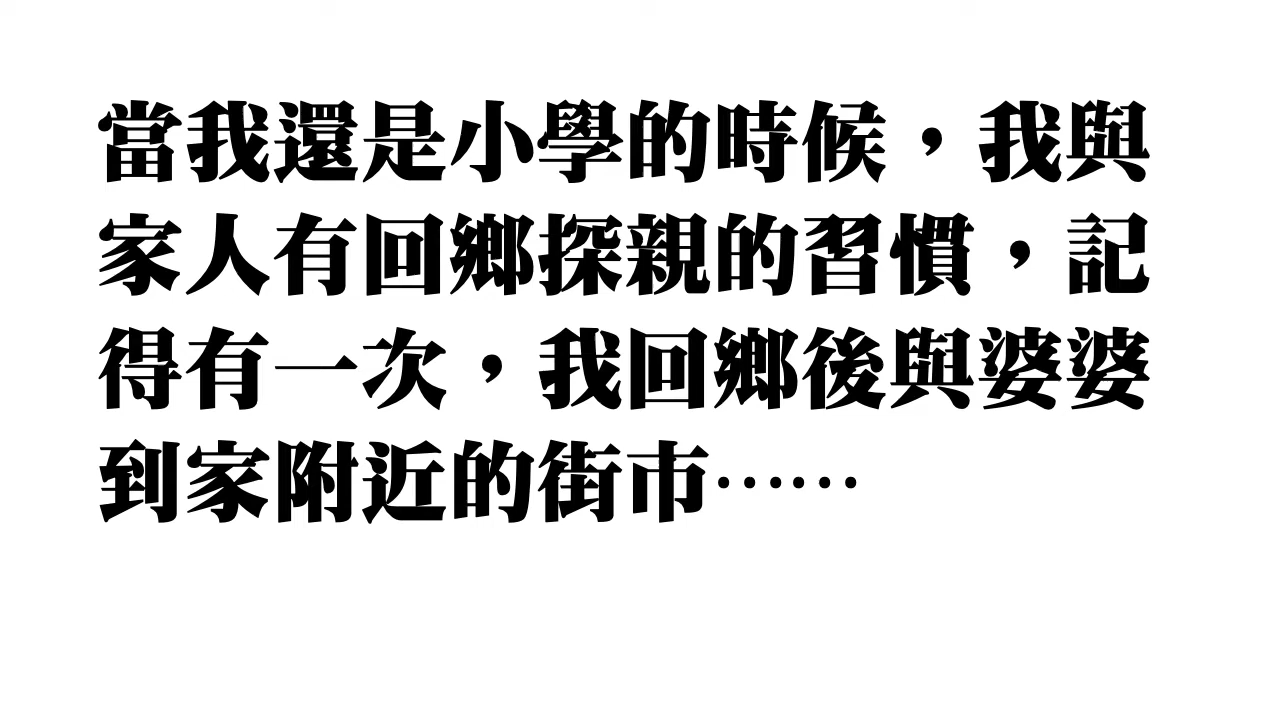 當我還是小學的時候，我與
家人有回鄉探親的習慣，記
得有一次，我回鄉後與婆婆
到家附近的街市……